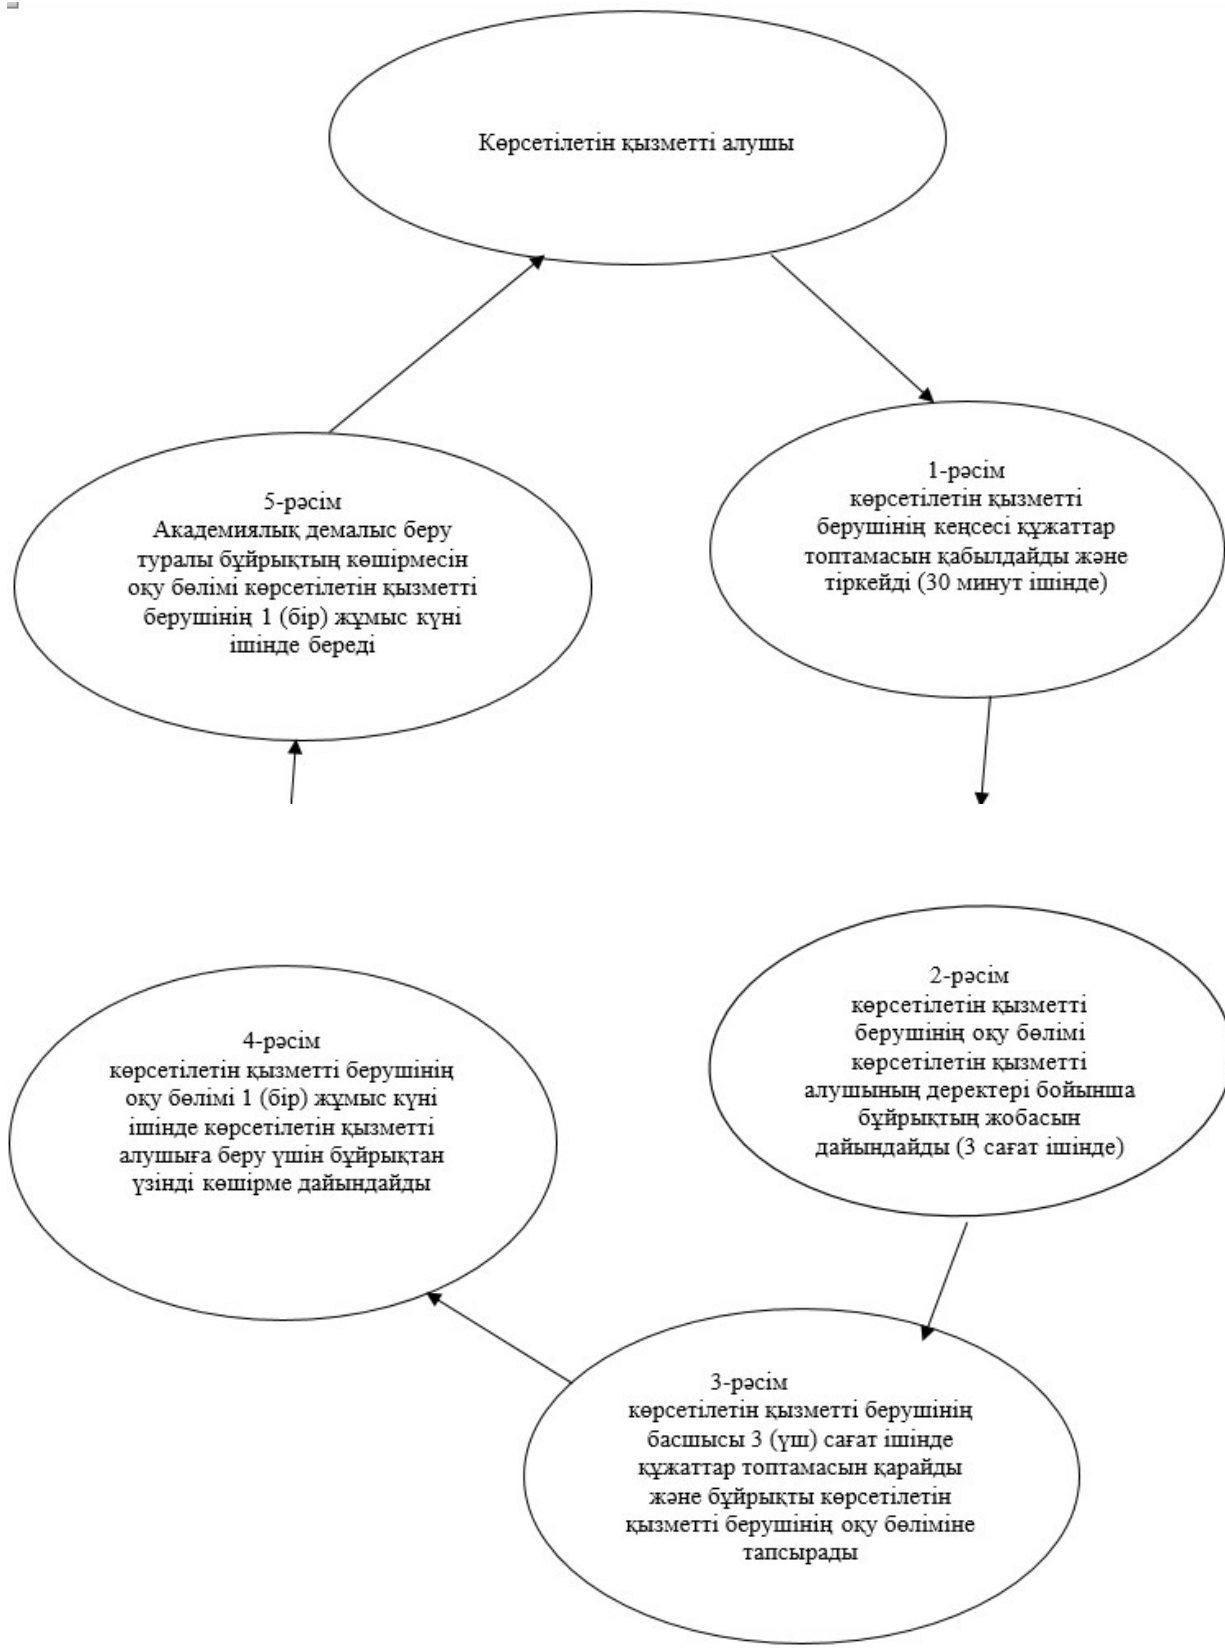 Көрсетілетін қызметті алушы
1-рәсім
көрсетілетін қызметті
берушінің кеңсесі құжаттар
топтамасын қабылдайды және
тіркейді (30 минут ішінде)
5-рәсім
Академиялық демалыс беру
туралы бұйрықтың көшірмесін
оқу бөлімі көрсетілетін қызметті
берушінің 1 (бір) жұмыс күні
ішінде береді
2-рәсім
көрсетілетін қызметті
берушінің оқу бөлімі
көрсетілетін қызметті
алушының деректері бойынша
бұйрықтың жобасын
дайындайды (3 сағат ішінде)
4-рәсім
көрсетілетін қызметті берушінің
оқу бөлімі 1 (бір) жұмыс күні
ішінде көрсетілетін қызметті
алушыға беру үшін бұйрықтан
үзінді көшірме дайындайды
3-рәсім
көрсетілетін қызметті берушінің
басшысы 3 (үш) сағат ішінде
құжаттар топтамасын қарайды
және бұйрықты көрсетілетін
қызметті берушінің оқу бөліміне
тапсырады